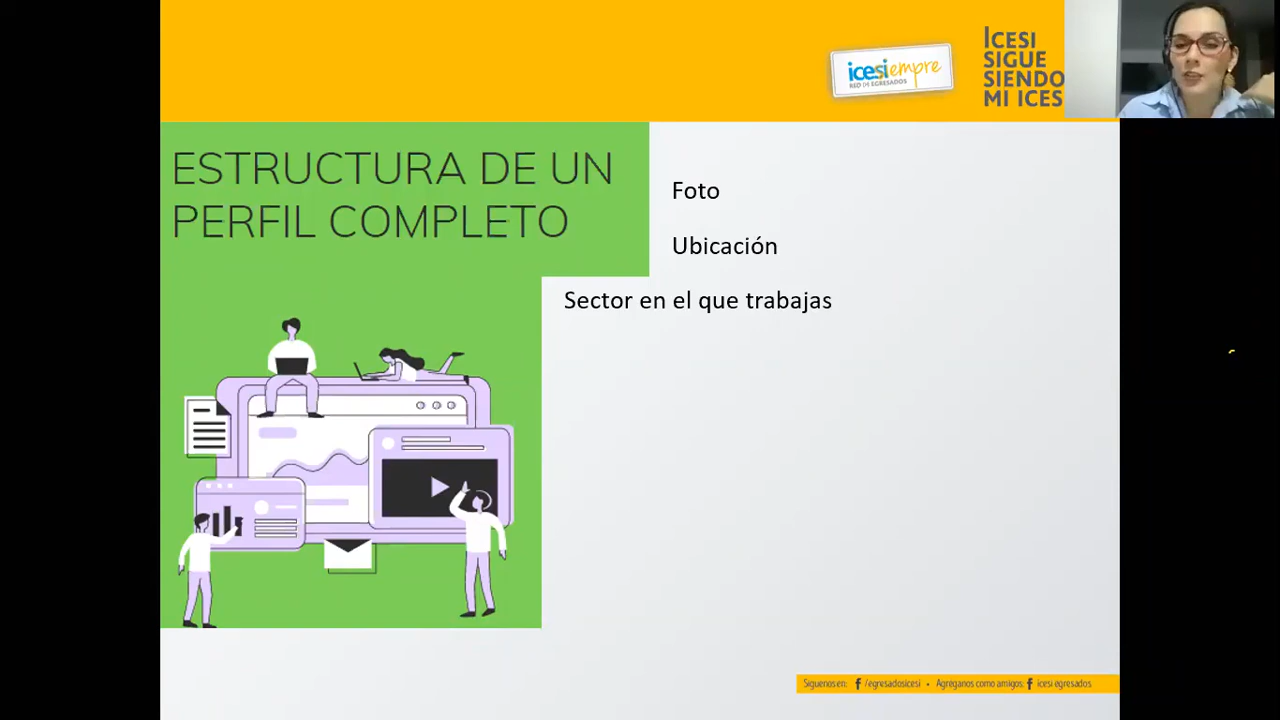 icesiempre
RED DE EGRESADOS
ICESI
SIGUE
SIENDO
MI ICES
ESTRUCTURA DE UN
PERFIL COMPLETO
Foto
Ubicación
Sector en el que trabajas
Síguenos en: f /egresadosicesi • Agréganos como amigos: f icesi egresados